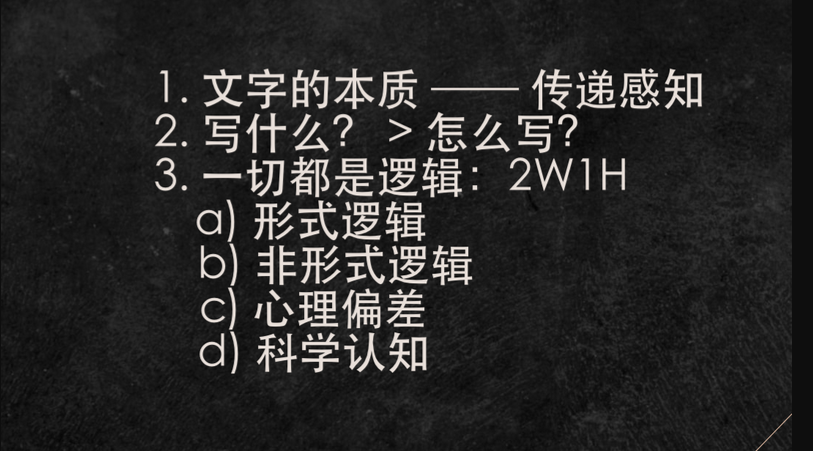 1. 文字的本质 —— 传递感知
2. 写什么? > 怎么写?
3. 一切都是逻辑：2W1H
a) 形式逻辑
b) 非形式逻辑
c) 心理偏差
d) 科学认知